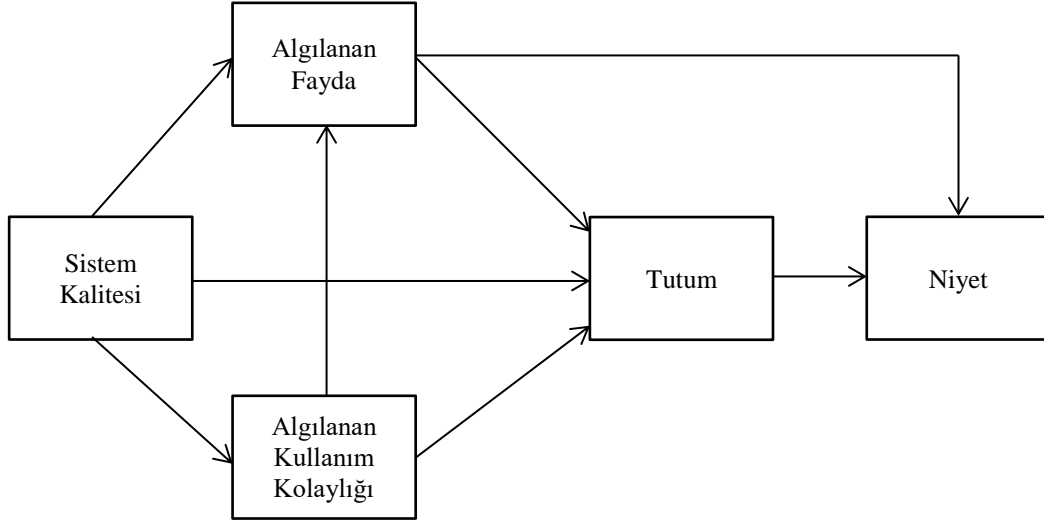 Algılanan
Fayda
Sistem
Kalitesi
Tutum
Niyet
Algılanan
Kullanım
Kolaylığı